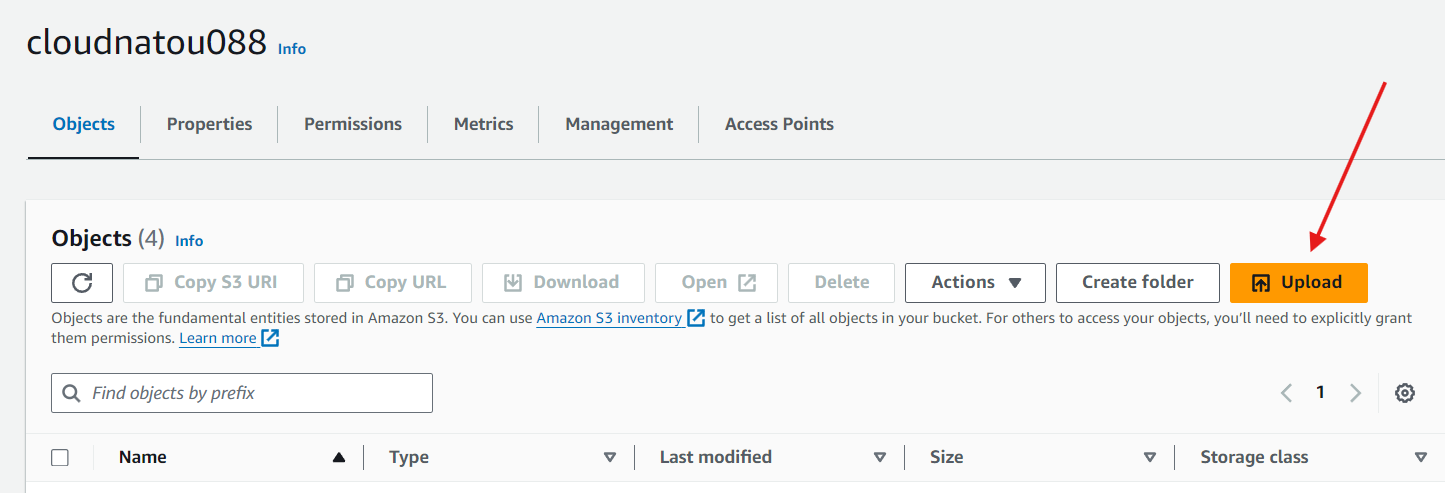 cloudnatou088 Info
Objects Properties Permissions Metrics Management Access Points
Objects (4) Info
Copy S3 URI Copy URL Download Open Delete Actions Create folder Upload
Objects are the fundamental entities stored in Amazon S3. You can use Amazon S3 inventory to get a list of all objects in your bucket. For others to access your objects, you’ll need to explicitly grant
them permissions. Learn more
Find objects by prefix 1
Name Type Last modified Size Storage class